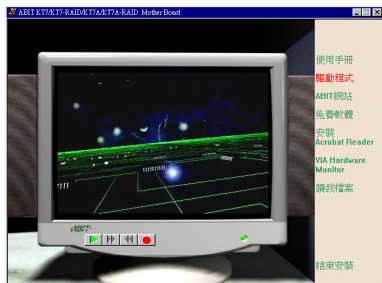 ABIT KT7/KT7-RAID/KT7A/KT7A-RAID Mother Board
使用手冊
驅動程式
ABIT網站
免費軟體
安裝
Acrobat Reader
VIA Hardware
Monitor
讀我檔案
ABIT
結束安裝